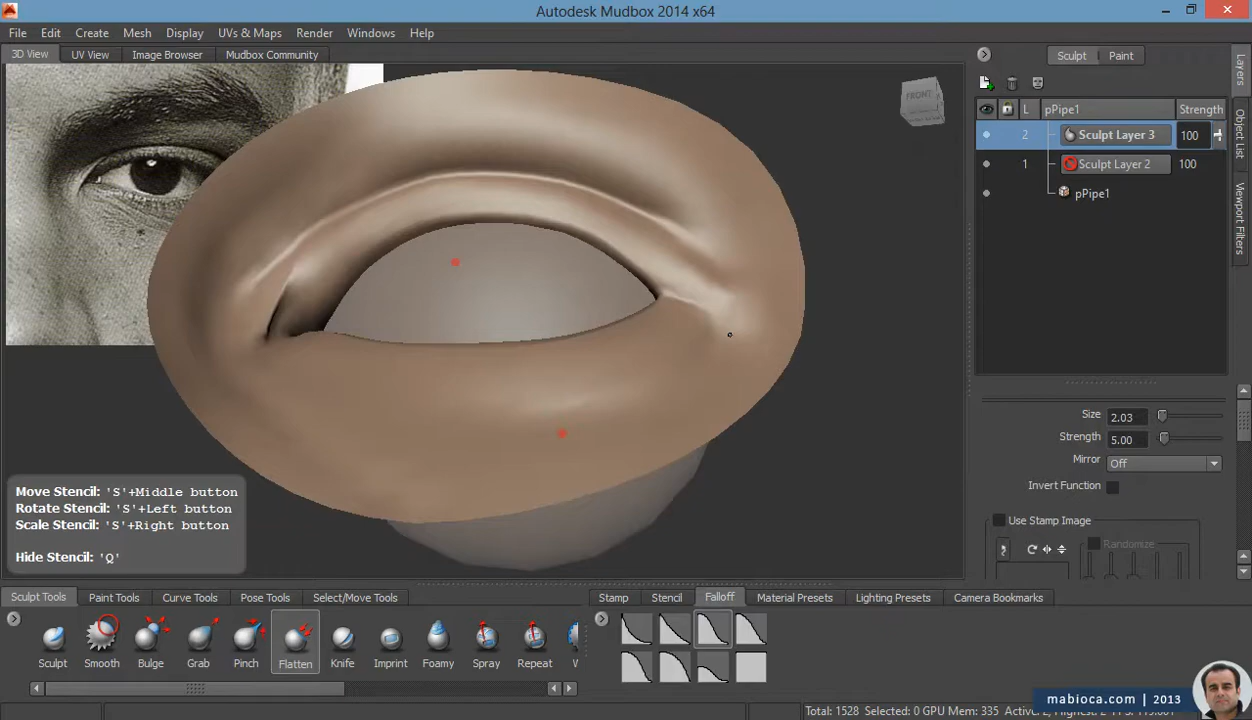 Autodesk Mudbox 2014 x64
File Edit Create Mesh Display UVs & Maps Render Windows Help
3D View UV View Image Browser Mudbox Community
Sculpt Paint
Layers
Object List
Viewport Filters
L pPipe1 Strength
2 Sculpt Layer 3 100
1 Sculpt Layer 2 100
pPipe1
FRONT
Size 2.03
Strength 5.00
Mirror Off
Invert Function
Use Stamp Image
Randomize
Move Stencil: 'S'+Middle button
Rotate Stencil: 'S'+Left button
Scale Stencil: 'S'+Right button
Hide Stencil: 'Q'
Sculpt Tools Paint Tools Curve Tools Pose Tools Select/Move Tools
Stamp Stencil Falloff Material Presets Lighting Presets Camera Bookmarks
Sculpt Smooth Bulge Grab Pinch Flatten Knife Imprint Foamy Spray Repeat
mabioca.com | 2013
Total: 1528 Selected: 0 GPU Mem: 335